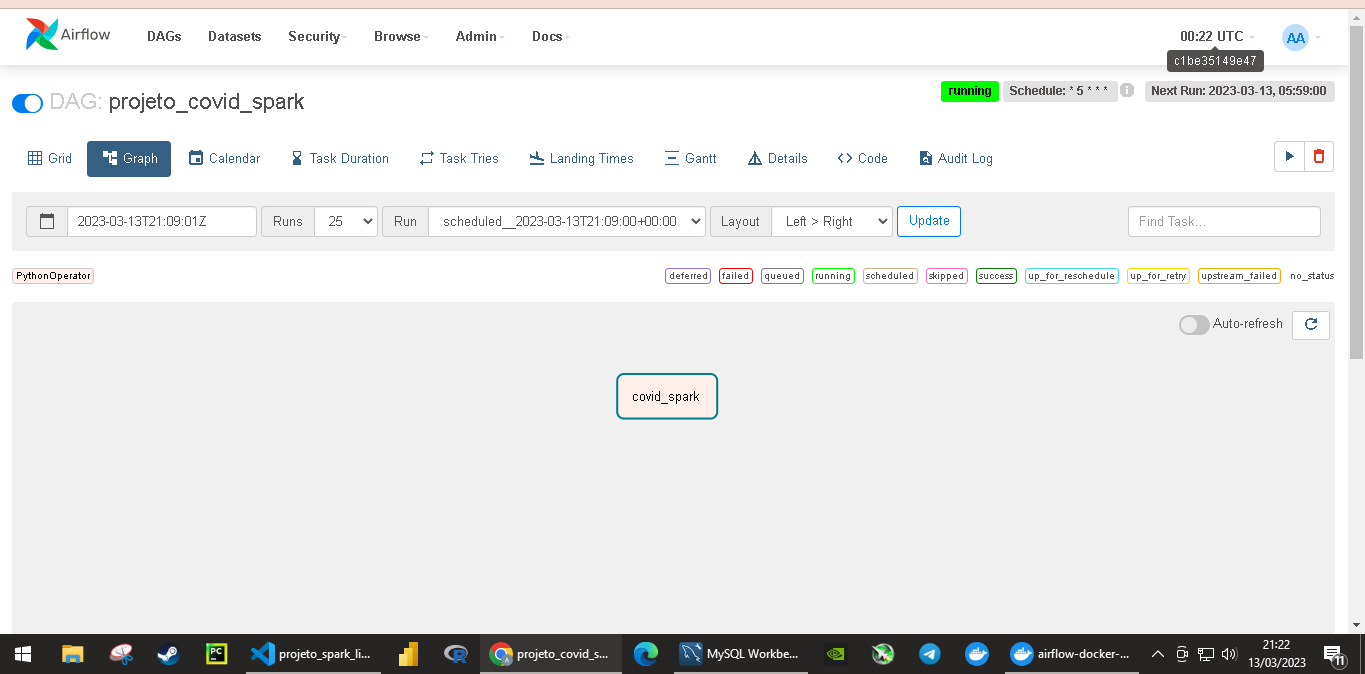 Airflow DAGs Datasets Security Browse Admin Docs 00:22 UTC AA
c1be35149e47
DAG: projeto_covid_spark running Schedule: * 5 * * * i Next Run: 2023-03-13, 05:59:00
Grid Graph Calendar Task Duration Task Tries Landing Times Gantt Details Code Audit Log
2023-03-13T21:09:01Z Runs 25 Run scheduled__2023-03-13T21:09:00+00:00 Layout Left > Right Update Find Task...
PythonOperator deferred failed queued running scheduled skipped success up_for_reschedule up_for_retry upstream_failed no_status
Auto-refresh
covid_spark
PC projeto_spark_li... R projeto_covid_s... MySQL Workbe... airflow-docker-... 21:22
13/03/2023 11